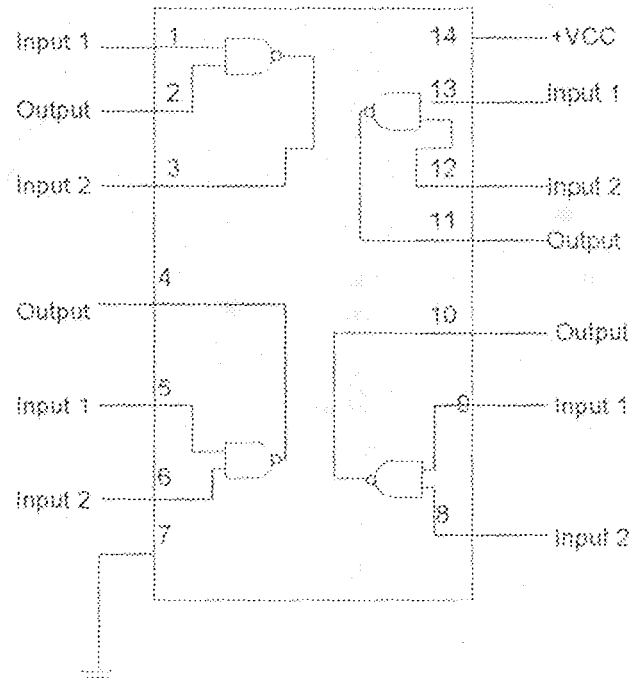 Input 1 1 14 +VCC
Output 2 13 Input 1
Input 2 3 12 Input 2
11 Output
4
Output 10 Output
Input 1 5 9 Input 1
Input 2 6 8 Input 2
7